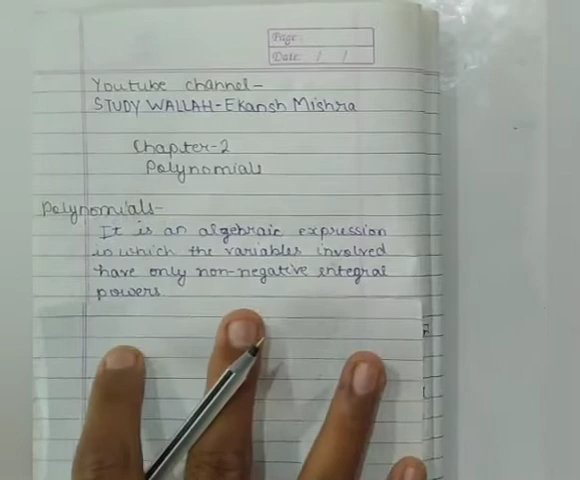 Page:
Date: / /
Youtube channel-
STUDY WALLAH-Ekansh Mishra
Chapter-2
Polynomials
Polynomials-
It is an algebraic expression
in which the variables involved
have only non-negative integral
powers